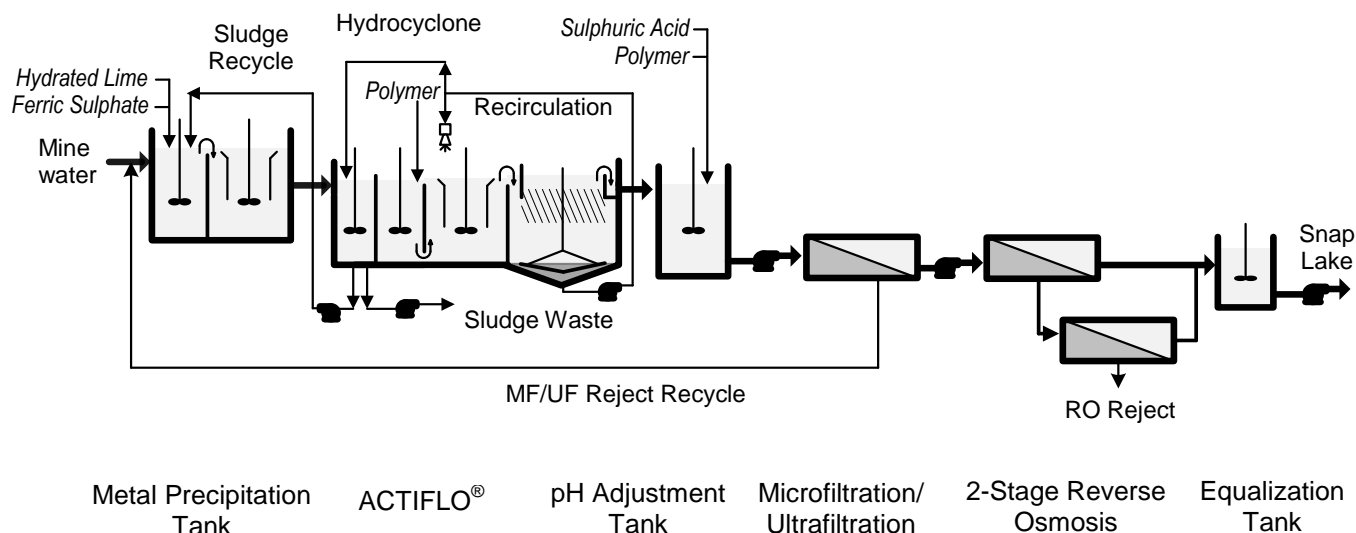 Hydrocyclone
Sludge
Recycle
Sulphuric Acid
Polymer
Hydrated Lime
Ferric Sulphate
Polymer
Recirculation
Mine
water
Snap
Lake
Sludge Waste
MF/UF Reject Recycle
RO Reject
Metal Precipitation
Tank
ACTIFLO®
pH Adjustment
Tank
Microfiltration/
Ultrafiltration
2-Stage Reverse
Osmosis
Equalization
Tank